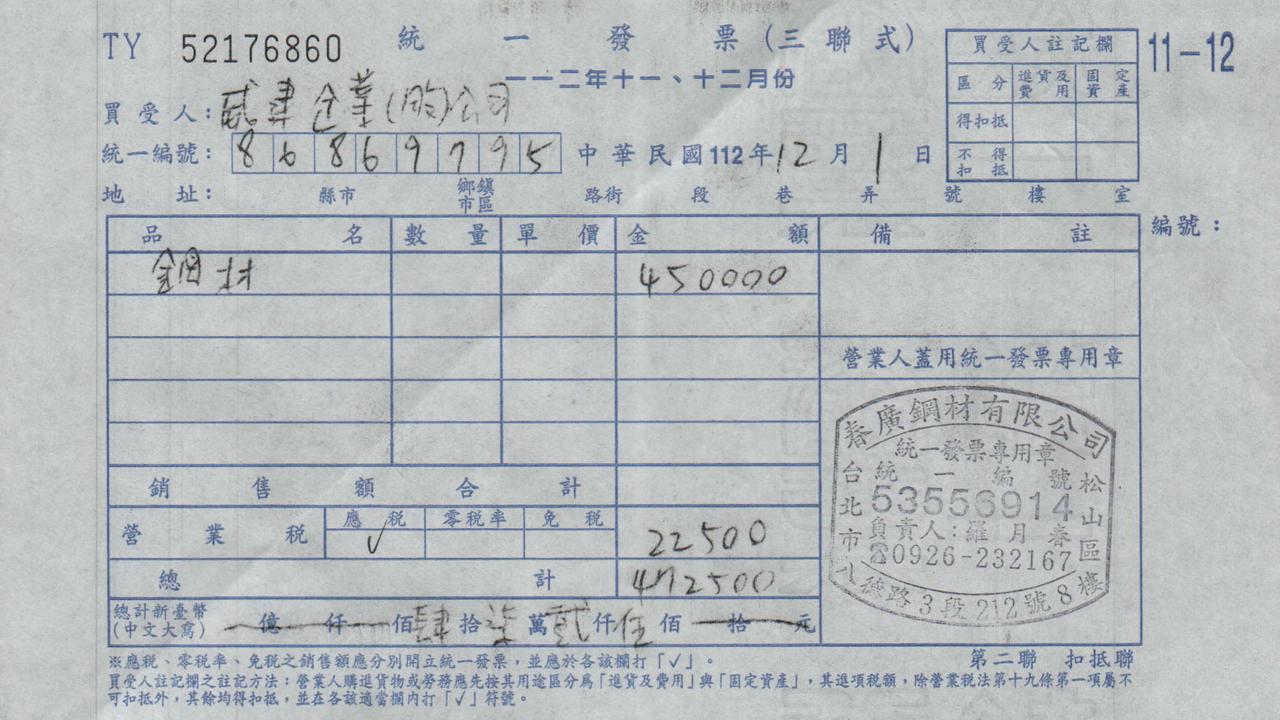 TY 52176860 統一發票(三聯式)
一一二年十一、十二月份
11-12
買受人註記欄
區分 進貨及費用 固定資產
得扣抵
不得扣抵
買受人:威聿企業(股)公司
統一編號: 86869795 中華民國112年12月1日
地址: 縣市 鄉鎮市區 路街 段 巷 弄 號 樓 室
編號:
品名 數量 單價 金額 備註
鋼材 450000
營業人蓋用統一發票專用章
春廣鋼材有限公司
統一發票專用章
統一編號
53556914
負責人:羅月春
☎0926-232167
台北市松山區
八德路3段212號8樓
銷售額合計
營業稅 應稅 零稅率 免稅
✓ 22500
總計 472500
總計新臺幣
(中文大寫) 億 仟 佰肆拾柒萬貳仟伍佰 拾 元
※應稅、零稅率、免稅之銷售額應分別開立統一發票,並應於各該欄打「✓」。
第二聯 扣抵聯
買受人註記欄之註記方法:營業人購進貨物或勞務應先按其用途區分為「進貨及費用」與「固定資產」,其進項稅額,除營業稅法第十九條第一項屬不
可扣抵外,其餘均得扣抵,並在各該適當欄內打「✓」符號。